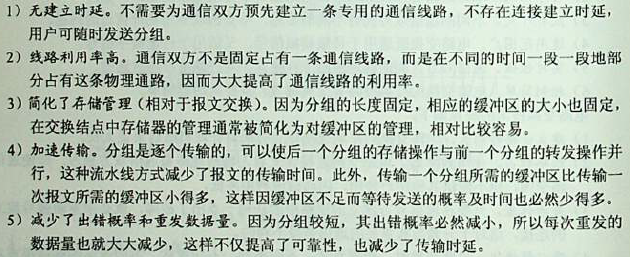 1）无建立时延。不需要为通信双方预先建立一条专用的通信线路，不存在连接建立时延，
用户可随时发送分组。
2）线路利用率高。通信双方不是固定占有一条通信线路，而是在不同的时间一段一段地部
分占有这条物理通路，因而大大提高了通信线路的利用率。
3）简化了存储管理（相对于报文交换）。因为分组的长度固定，相应的缓冲区的大小也固定，
在交换结点中存储器的管理通常被简化为对缓冲区的管理，相对比较容易。
4）加速传输。分组是逐个传输的，可以使后一个分组的存储操作与前一个分组的转发操作并
行，这种流水线方式减少了报文的传输时间。此外，传输一个分组所需的缓冲区比传输一
次报文所需的缓冲区小得多，这样因缓冲区不足而等待发送的概率及时间也必然少得多。
5）减少了出错概率和重发数据量。因为分组较短，其出错概率必然减小，所以每次重发的
数据量也就大大减少，这样不仅提高了可靠性，也减少了传输时延。